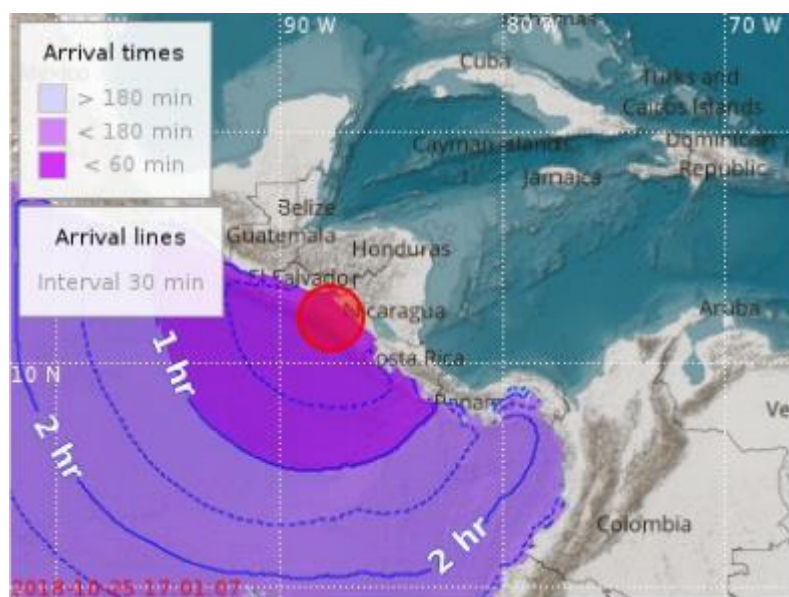 90 W
80 W
70 W
Bahamas
Arrival times
> 180 min
< 180 min
< 60 min
Cuba
Turks and
Caicos Islands
Cayman Islands
Dominican
Republic
Jamaica
Belize
Arrival lines
Interval 30 min
Guatemala
Honduras
El Salvador
Nicaragua
Aruba
1 hr
Costa Rica
10 N
2 hr
2 hr
Colombia
2018-10-25 17:01:07